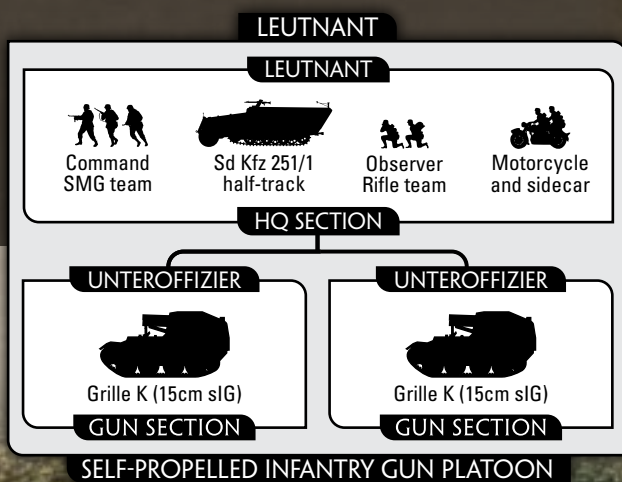 LEUTNANT
LEUTNANT
Command
SMG team
Sd Kfz 251/1
half-track
Observer
Rifle team
Motorcycle
and sidecar
HQ SECTION
UNTEROFFIZIER
Grille K (15cm sIG)
GUN SECTION
UNTEROFFIZIER
Grille K (15cm sIG)
GUN SECTION
SELF-PROPELLED INFANTRY GUN PLATOON